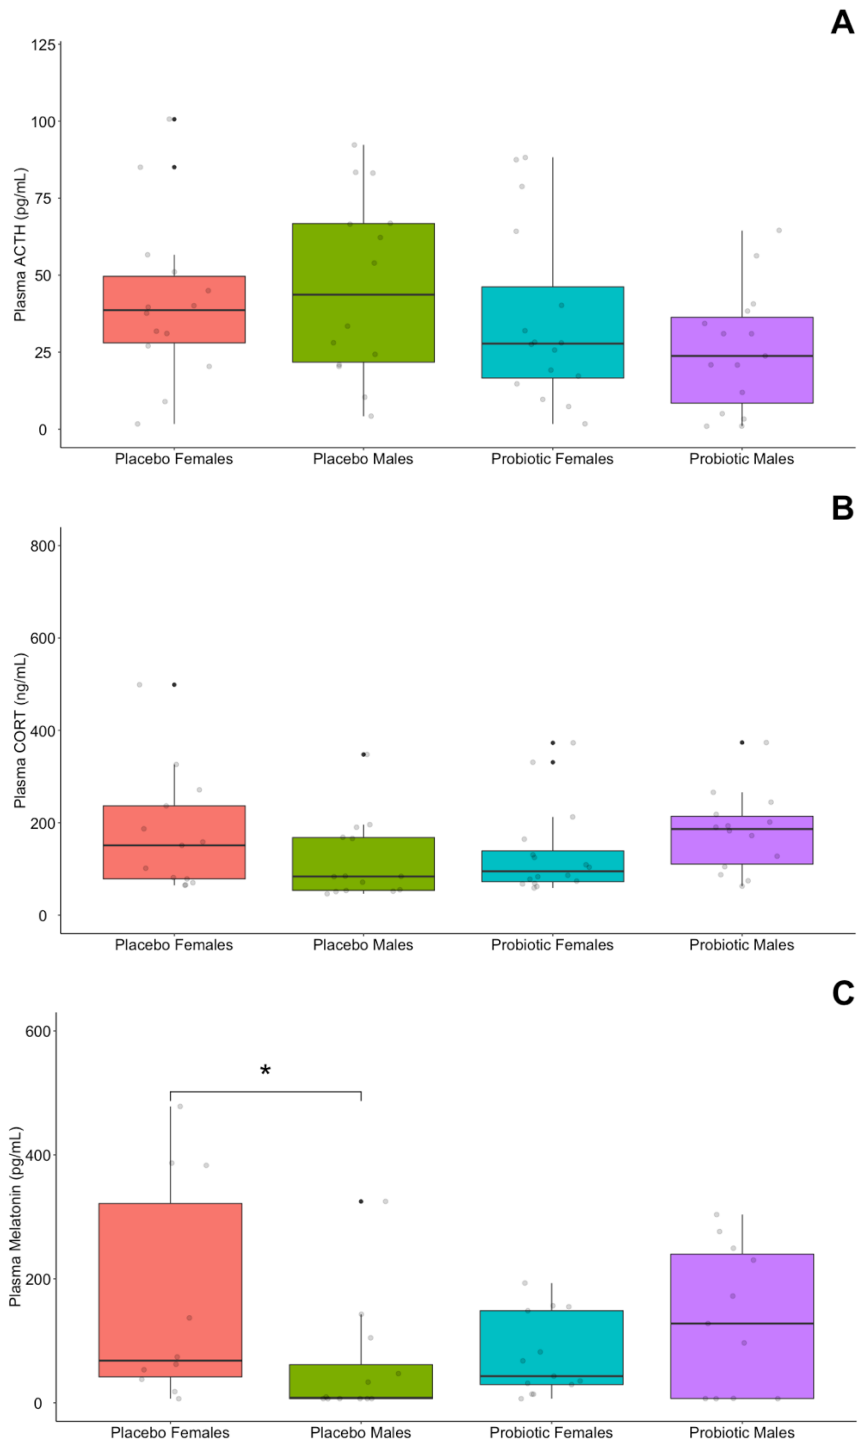 A
125
100
75
50
25
0
Plasma ACTH (pg/mL)
Placebo Females Placebo Males Probiotic Females Probiotic Males
B
800
600
400
200
0
Plasma CORT (ng/mL)
Placebo Females Placebo Males Probiotic Females Probiotic Males
C
600
400
200
0
Plasma Melatonin (pg/mL)
*
Placebo Females Placebo Males Probiotic Females Probiotic Males